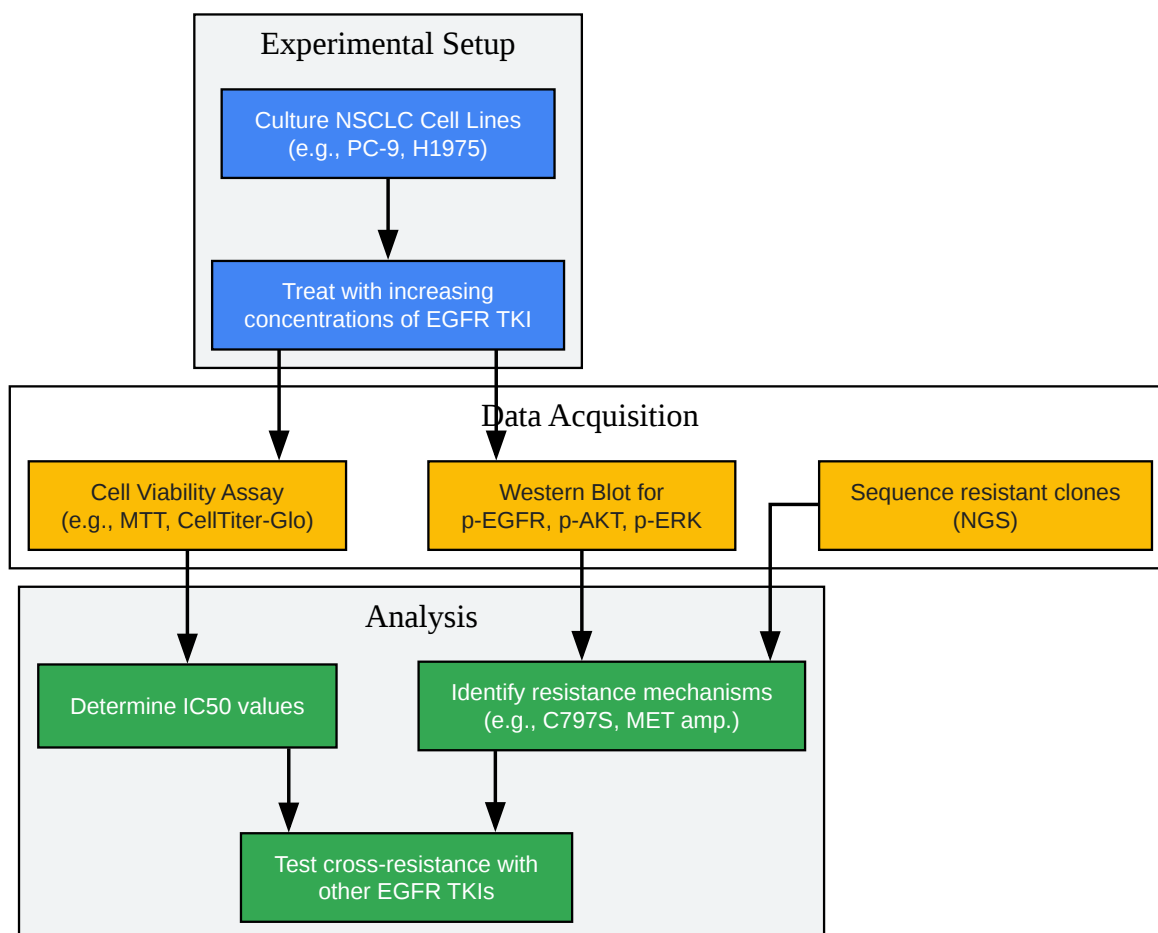 Experimental Setup
Culture NSCLC Cell Lines
(e.g., PC-9, H1975)
Treat with increasing
concentrations of EGFR TKI
Data Acquisition
Cell Viability Assay
(e.g., MTT, CellTiter-Glo)
Western Blot for
p-EGFR, p-AKT, p-ERK
Sequence resistant clones
(NGS)
Analysis
Determine IC50 values
Identify resistance mechanisms
(e.g., C797S, MET amp.)
Test cross-resistance with
other EGFR TKIs